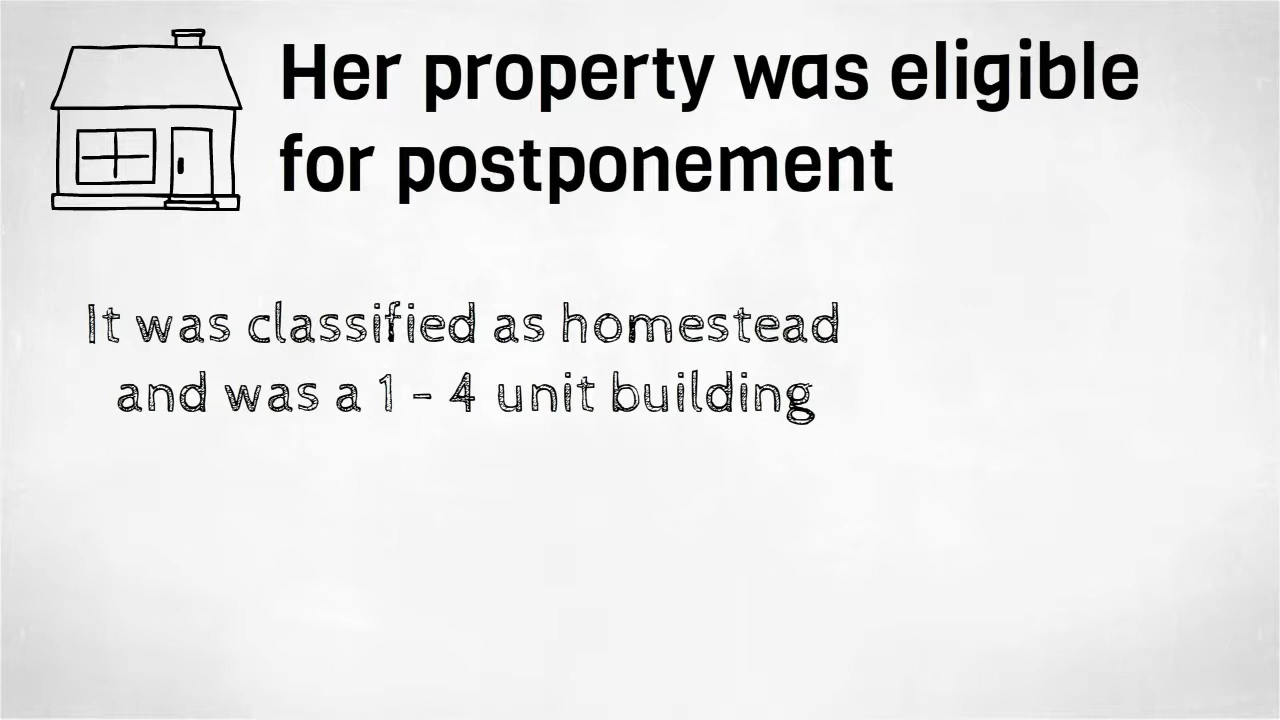 Her property was eligible
for postponement
It was classified as homestead
and was a 1 - 4 unit building